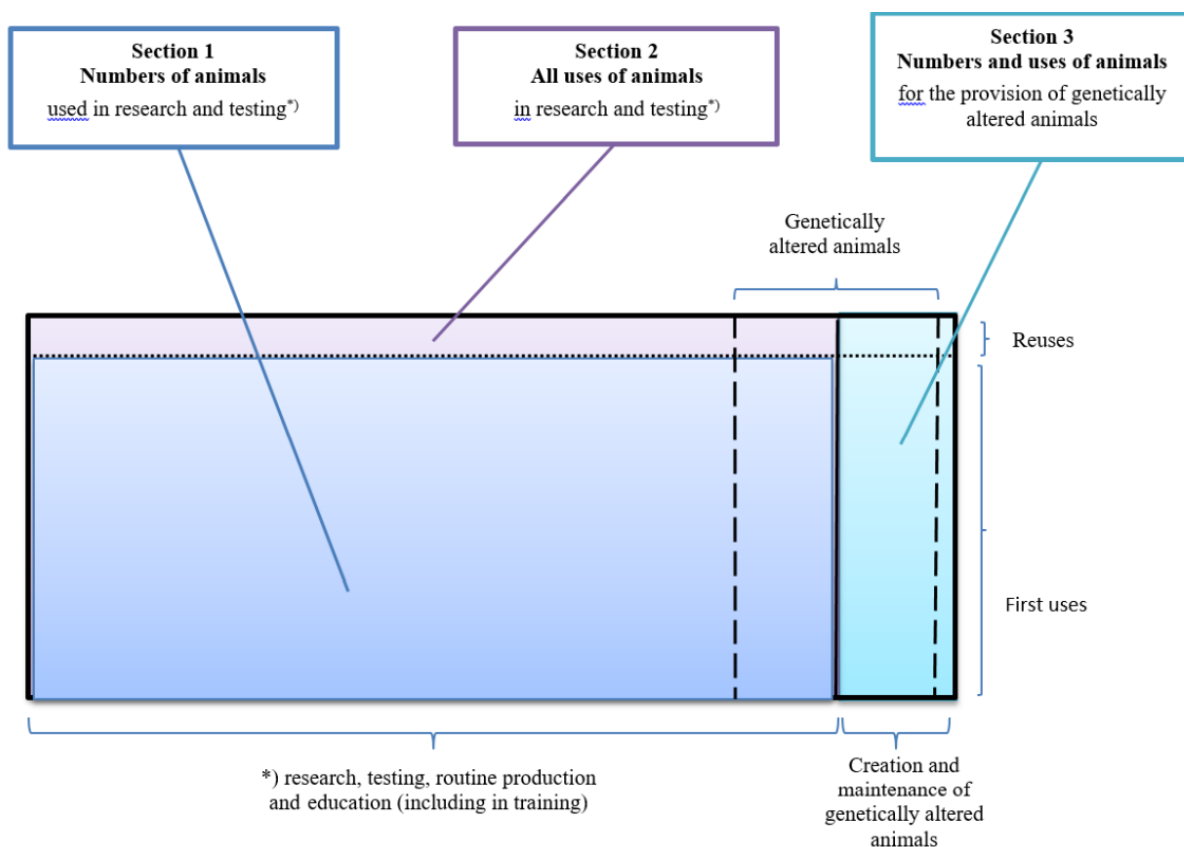 Section 1
Numbers of animals
used in research and testing*)
Section 2
All uses of animals
in research and testing*)
Section 3
Numbers and uses of animals
for the provision of genetically
altered animals
Genetically
altered animals
Reuses
First uses
*) research, testing, routine production
and education (including in training)
Creation and
maintenance of
genetically altered
animals